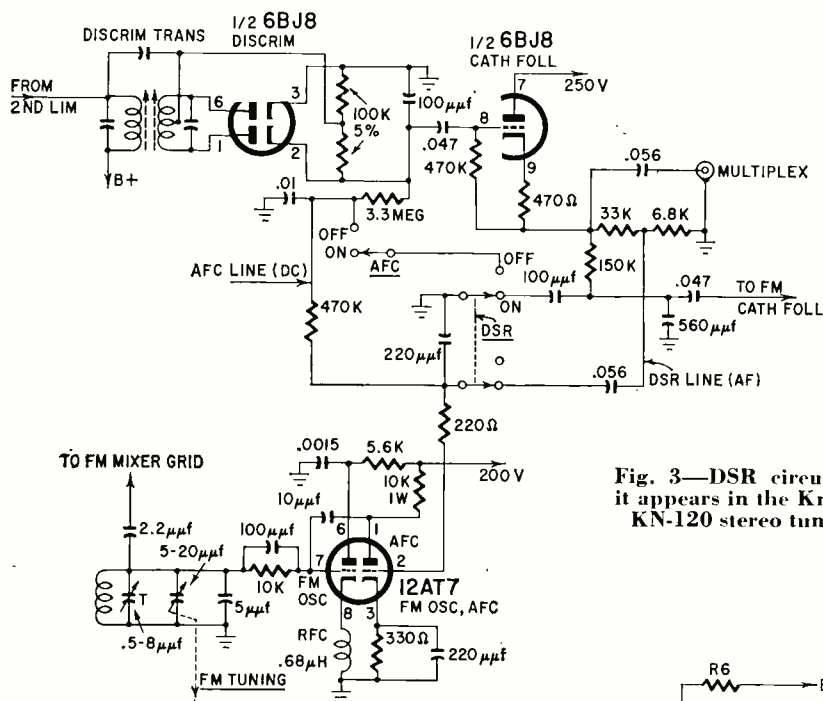 1/2 6BJ8
DISCRIM
DISCRIM TRANS
1/2 6BJ8
CATH FOLL
FROM
2ND LIM
6
3
7
250V
1
2
100K
5%
100μμf
8
9
.047
470K
470Ω
.056
MULTIPLEX
B+
.01
3.3 MEG
33K
6.8K
OFF
ON
AFC
OFF
ON
AFC LINE (DC)
100μμf
150K
.047
TO FM
CATH FOLL
470K
220μμf
DSR
560μμf
.056
DSR LINE (AF)
220Ω
.0015
5.6K
200V
10K
1W
TO FM MIXER GRID
10μμf
6
1
AFC
2.2μμf
100μμf
5-20μμf
7
2
T
5μμf
10K
FM
OSC
12AT7
FM OSC, AFC
8
3
.5-8μμf
RFC
330Ω
.68μH
220μμf
FM TUNING
Fig. 3—DSR circu
it appears in the Kn
KN-120 stereo tun
R6